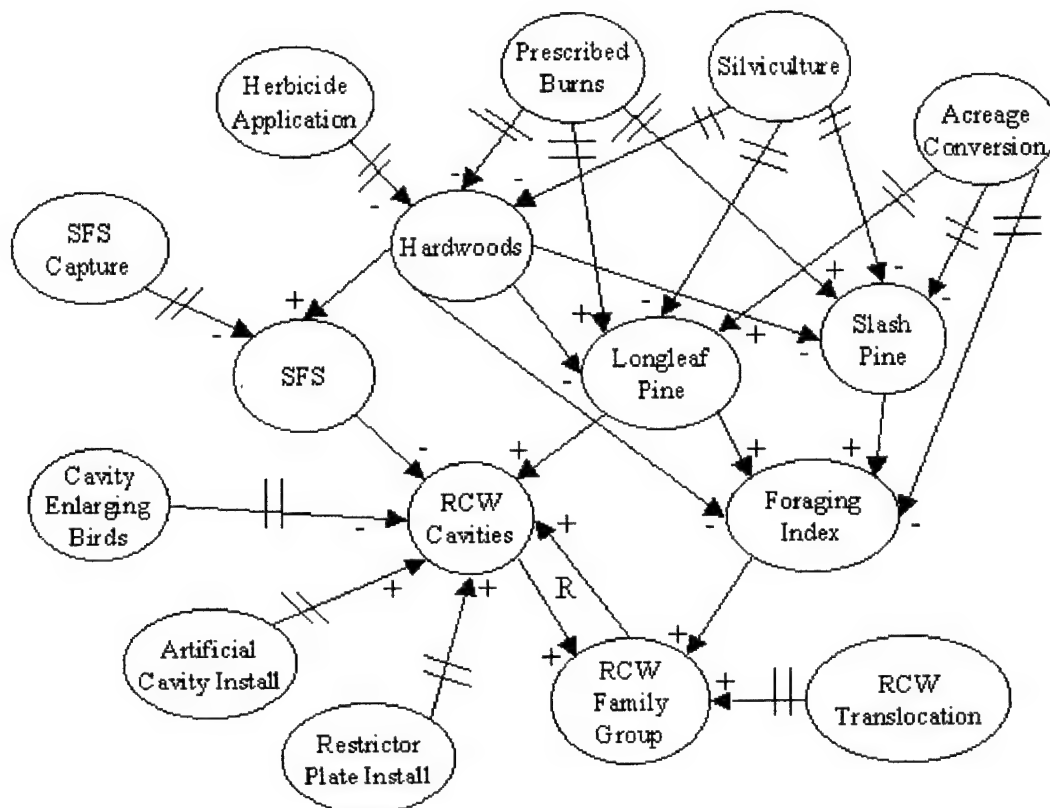 Prescribed
Burns
Silviculture
Herbicide
Application
Acreage
Conversion
- - - -
SFS
Capture
Hardwoods
+ + - -
- + - + -
Slash
Pine
SFS
- Longleaf
Pine
- + + +
Cavity
Enlarging
Birds
-
RCW
Cavities
+
- Foraging
Index
-
+ + R
Artificial
Cavity Install
+ + +
RCW
Family
Group
RCW
Translocation
Restrictor
Plate Install